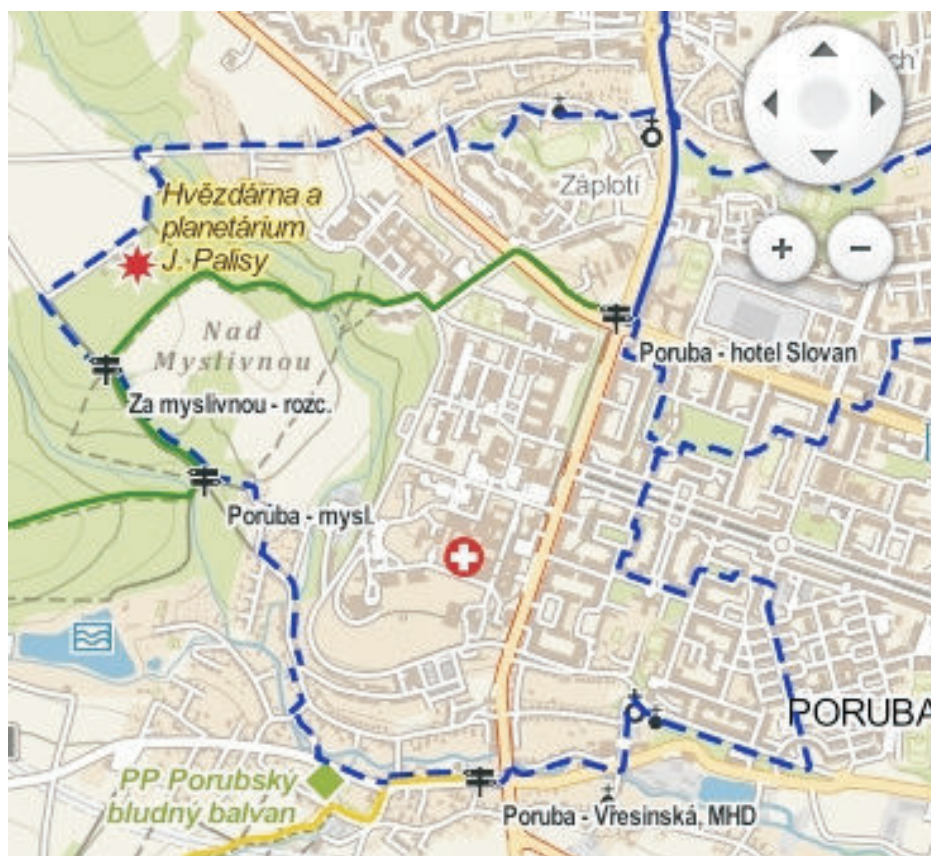 ch
Záplotí
Hvězdárna a
planetárium
J. Palisy
+
−
Nad
Myslivnou
Poruba - hotel Slovan
Za myslivnou - rozc.
Poruba - mysl.
PORUBA
PP Porubský
bludný balvan
Poruba - Vřesinská, MHD